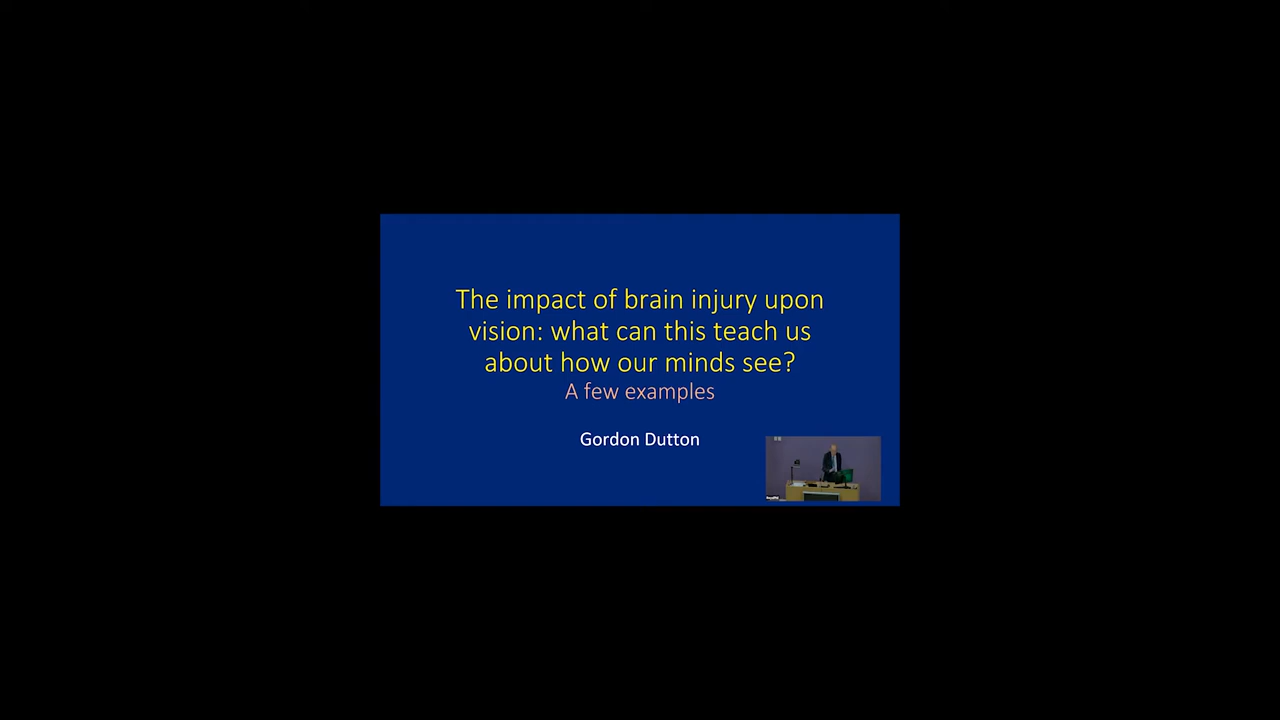 The impact of brain injury upon
vision: what can this teach us
about how our minds see?
A few examples
Gordon Dutton